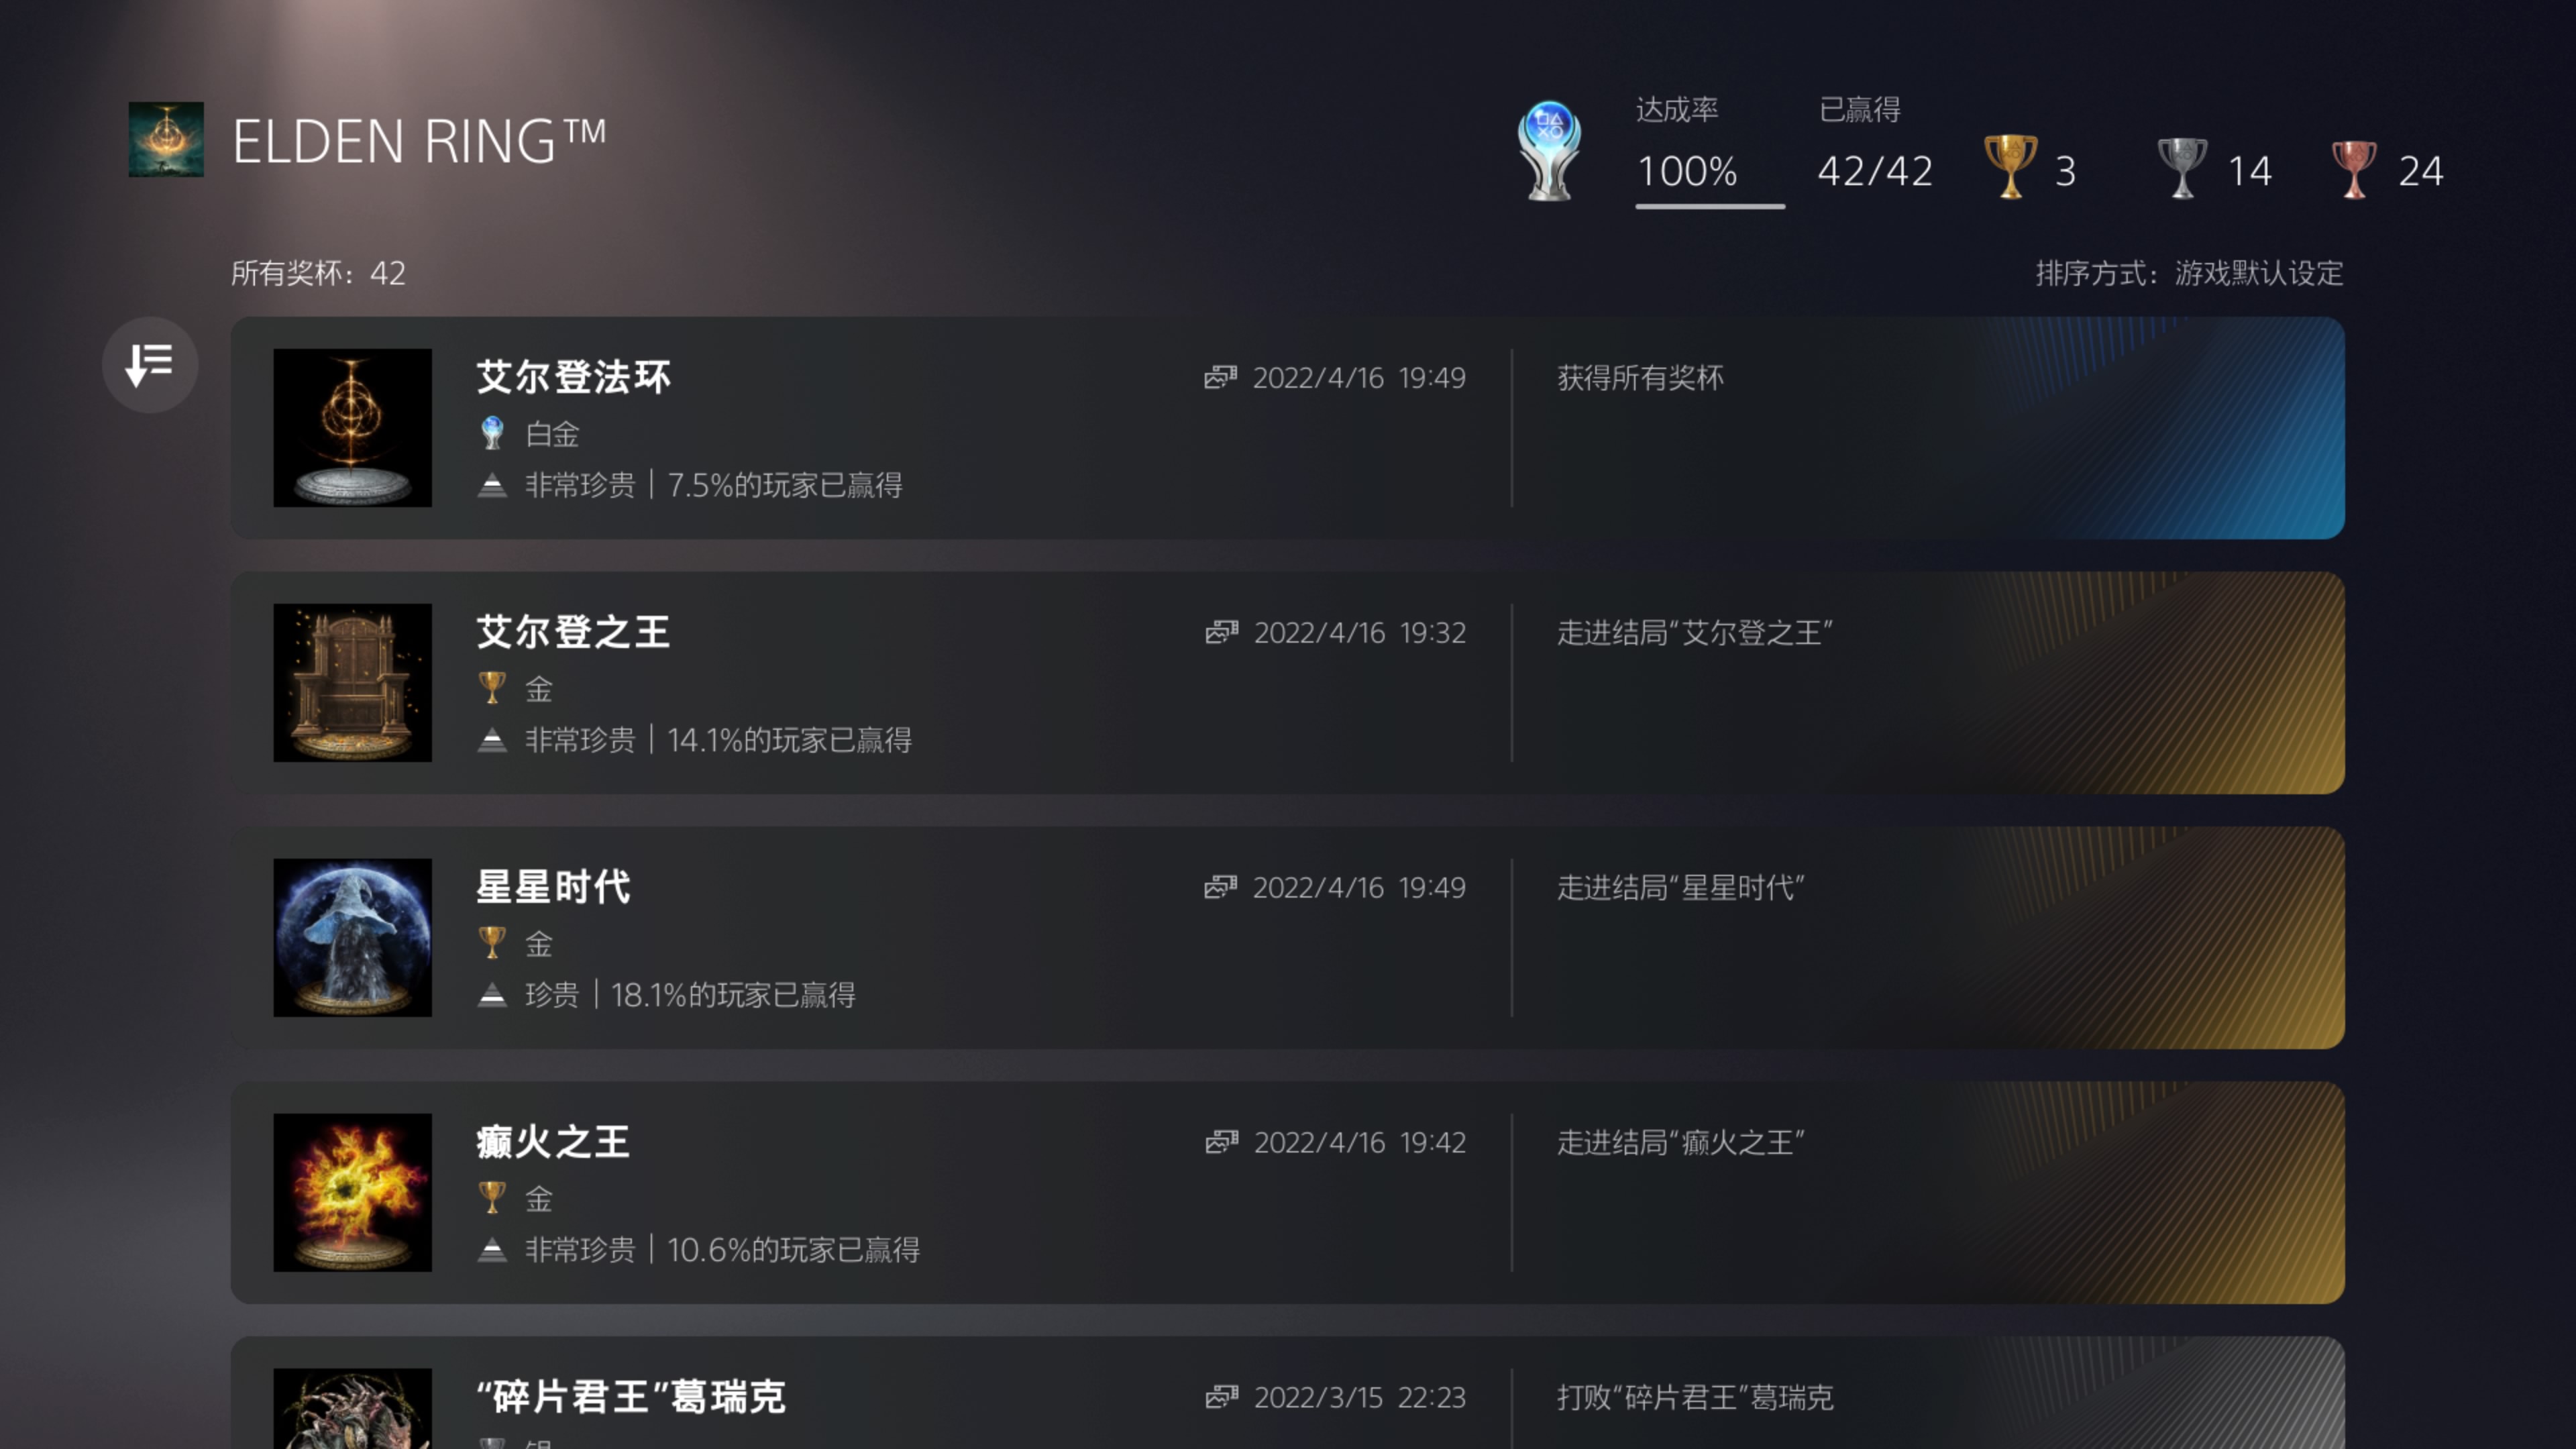 ELDEN RING™
达成率
100%
已赢得
42/42
3
14
24
所有奖杯：42
排序方式：游戏默认设定
艾尔登法环
2022/4/16 19:49
获得所有奖杯
白金
非常珍贵｜7.5%的玩家已赢得
艾尔登之王
2022/4/16 19:32
走进结局“艾尔登之王”
金
非常珍贵｜14.1%的玩家已赢得
星星时代
2022/4/16 19:49
走进结局“星星时代”
金
珍贵｜18.1%的玩家已赢得
癫火之王
2022/4/16 19:42
走进结局“癫火之王”
金
非常珍贵｜10.6%的玩家已赢得
“碎片君王”葛瑞克
2022/3/15 22:23
打败“碎片君王”葛瑞克